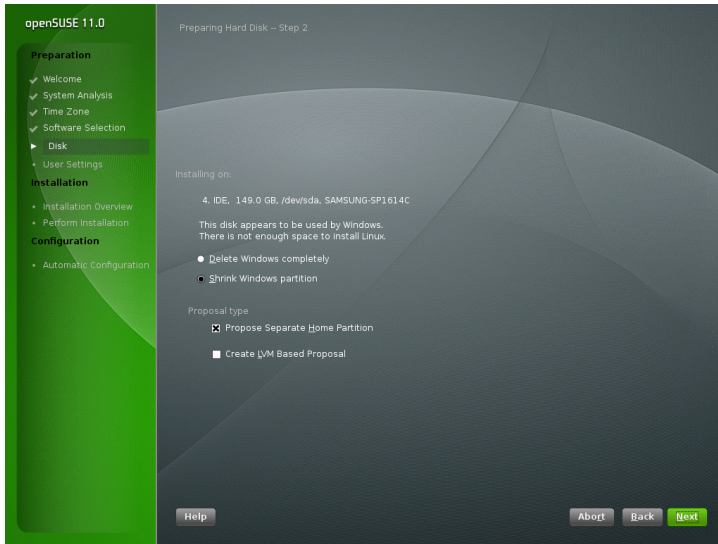 openSUSE 11.0
Preparation
Welcome
System Analysis
Time Zone
Software Selection
Disk
User Settings
Installation
Installation Overview
Perform Installation
Configuration
Automatic Configuration
Preparing Hard Disk -- Step 2
Installing on:
4. IDE, 149.0 GB, /dev/sda, SAMSUNG-SP1614C
This disk appears to be used by Windows.
There is not enough space to install Linux.
Delete Windows completely
Shrink Windows partition
Proposal type
Propose Separate Home Partition
Create LVM Based Proposal
Help
Abort
Back
Next